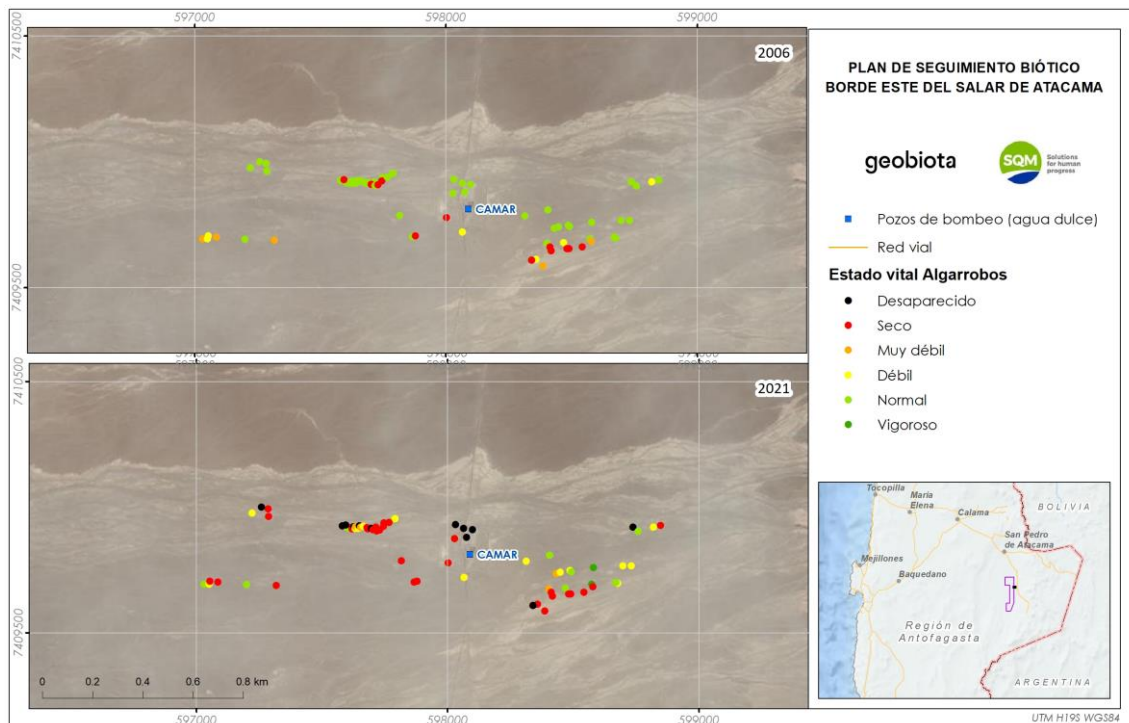 597000
598000
599000
7410500
2006
CAMAR
7409500
597000
598000
599000
7410500
2021
CAMAR
7409500
0 0.2 0.4 0.6 0.8 km
597000
598000
599000
PLAN DE SEGUIMIENTO BIÓTICO
BORDE ESTE DEL SALAR DE ATACAMA
geobiota
SQM
Solutions
for human
progress
Pozos de bombeo (agua dulce)
Red vial
Estado vital Algarrobos
Desaparecido
Seco
Muy débil
Débil
Normal
Vigoroso
Tocopilla
María
Elena
Calama
BOLIVIA
San Pedro
de Atacama
Mejillones
Baquedano
Región de
Antofagasta
ARGENTINA
UTM H19S WGS84